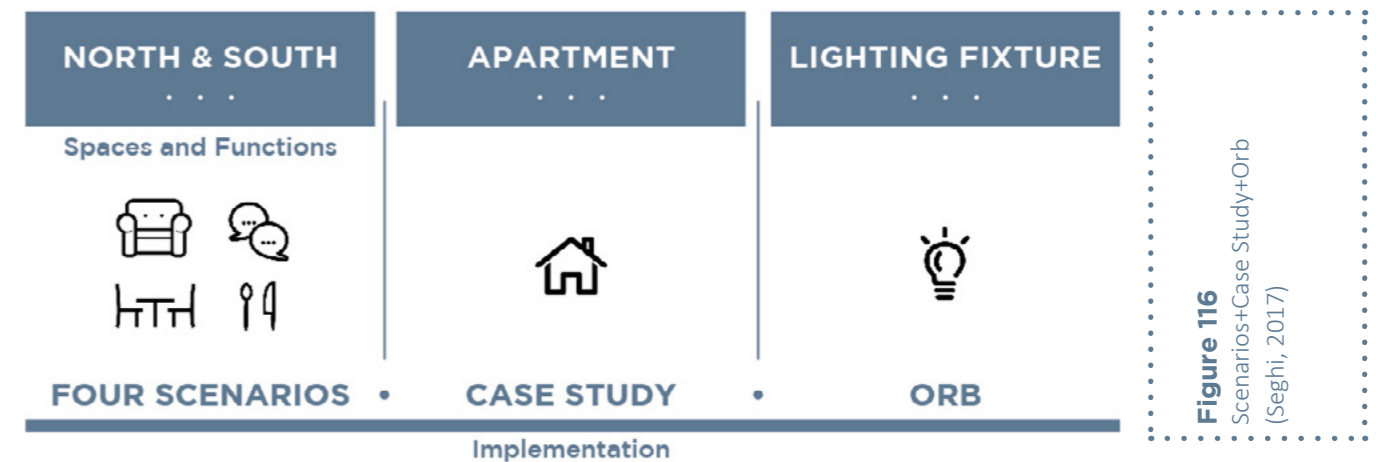 NORTH & SOUTH
. . .
APARTMENT
. . .
LIGHTING FIXTURE
. . .
Spaces and Functions
FOUR SCENARIOS • CASE STUDY • ORB
Implementation
Figure 116
Scenarios+Case Study+Orb
(Seghi, 2017)